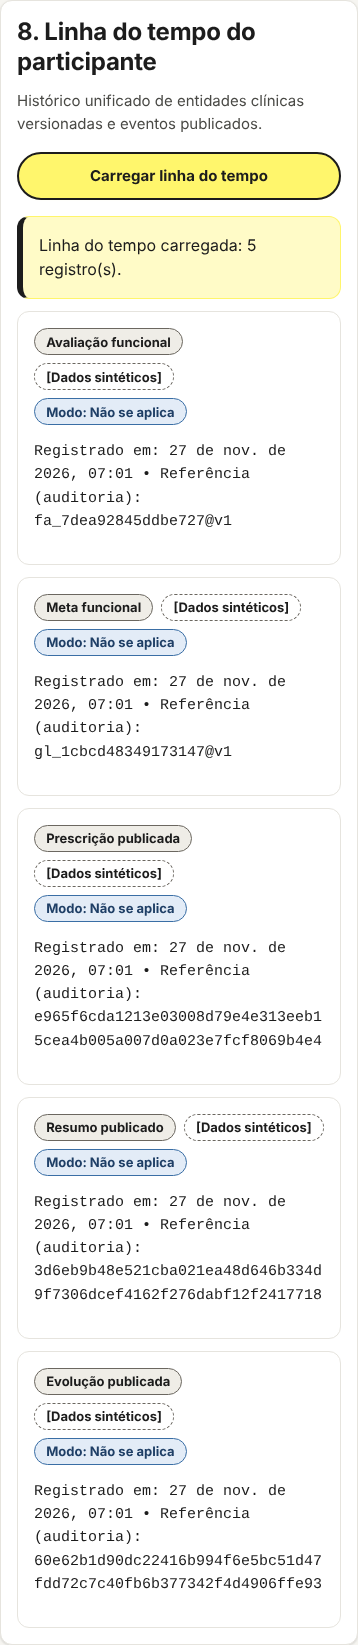 8. Linha do tempo do
participante
Histórico unificado de entidades clínicas
versionadas e eventos publicados.
Carregar linha do tempo
Linha do tempo carregada: 5
registro(s).
Avaliação funcional
[Dados sintéticos]
Modo: Não se aplica
Registrado em: 27 de nov. de
2026, 07:01 • Referência
(auditoria):
fa_7dea92845ddbe727@v1
Meta funcional [Dados sintéticos]
Modo: Não se aplica
Registrado em: 27 de nov. de
2026, 07:01 • Referência
(auditoria):
gl_1cbcd48349173147@v1
Prescrição publicada
[Dados sintéticos]
Modo: Não se aplica
Registrado em: 27 de nov. de
2026, 07:01 • Referência
(auditoria):
e965f6cda1213e03008d79e4e313eeb1
5cea4b005a007d0a023e7fcf8069b4e4
Resumo publicado [Dados sintéticos]
Modo: Não se aplica
Registrado em: 27 de nov. de
2026, 07:01 • Referência
(auditoria):
3d6eb9b48e521cba021ea48d646b334d
9f7306dcef4162f276dabf12f2417718
Evolução publicada
[Dados sintéticos]
Modo: Não se aplica
Registrado em: 27 de nov. de
2026, 07:01 • Referência
(auditoria):
60e62b1d90dc22416b994f6e5bc51d47
fdd72c7c40fb6b377342f4d4906ffe93